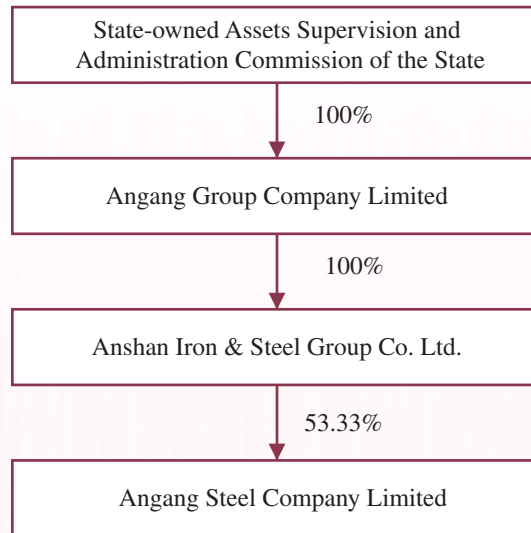 State-owned Assets Supervision and
Administration Commission of the State
100%
Angang Group Company Limited
100%
Anshan Iron & Steel Group Co. Ltd.
53.33%
Angang Steel Company Limited